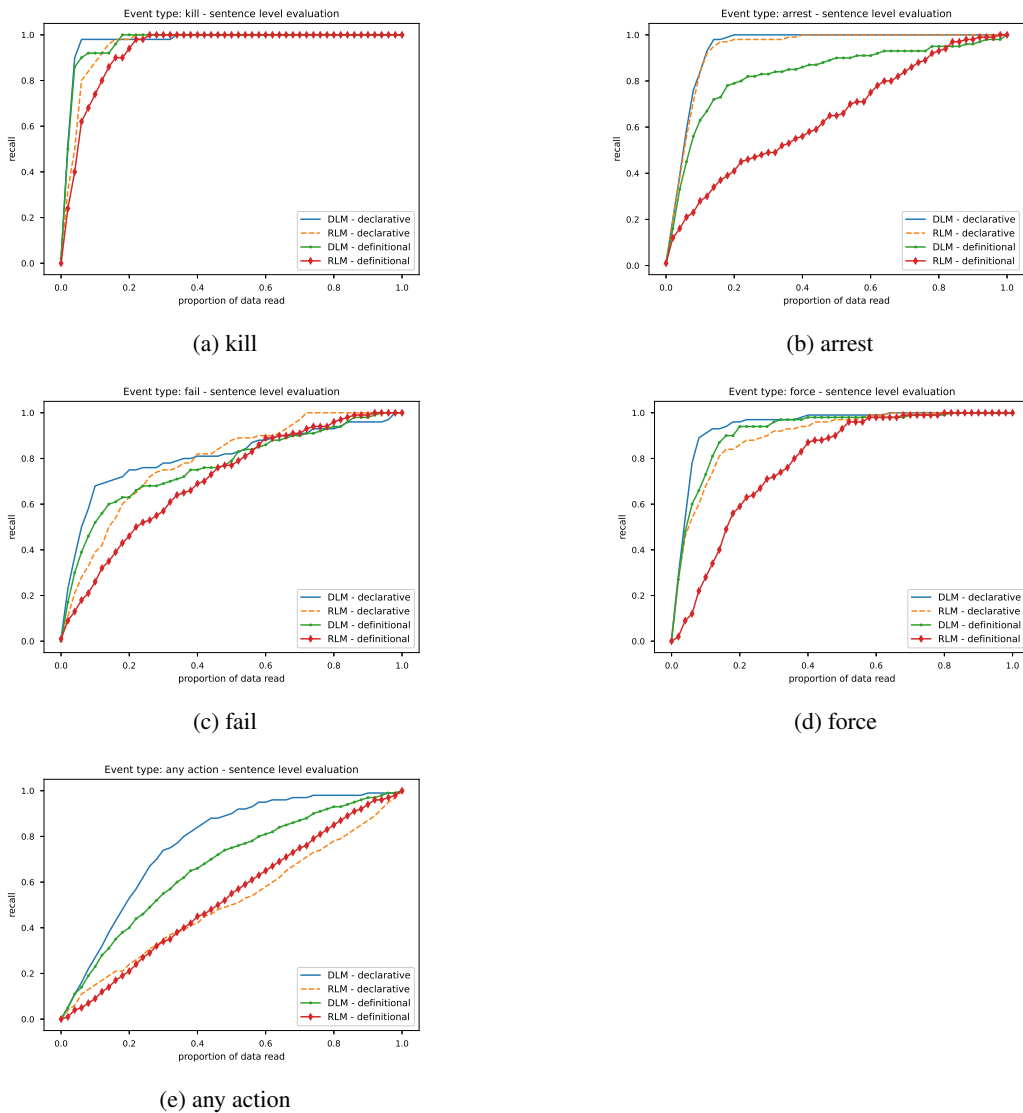 Event type: kill - sentence level evaluation
1.0
0.8
0.6
0.4
0.2
0.0
recall
0.0 0.2 0.4 0.6 0.8 1.0
proportion of data read
DLM - declarative
RLM - declarative
DLM - definitional
RLM - definitional
(a) kill
Event type: arrest - sentence level evaluation
1.0
0.8
0.6
0.4
0.2
0.0
recall
0.0 0.2 0.4 0.6 0.8 1.0
proportion of data read
DLM - declarative
RLM - declarative
DLM - definitional
RLM - definitional
(b) arrest
Event type: fail - sentence level evaluation
1.0
0.8
0.6
0.4
0.2
0.0
recall
0.0 0.2 0.4 0.6 0.8 1.0
proportion of data read
DLM - declarative
RLM - declarative
DLM - definitional
RLM - definitional
(c) fail
Event type: force - sentence level evaluation
1.0
0.8
0.6
0.4
0.2
0.0
recall
0.0 0.2 0.4 0.6 0.8 1.0
proportion of data read
DLM - declarative
RLM - declarative
DLM - definitional
RLM - definitional
(d) force
Event type: any action - sentence level evaluation
1.0
0.8
0.6
0.4
0.2
0.0
recall
0.0 0.2 0.4 0.6 0.8 1.0
proportion of data read
DLM - declarative
RLM - declarative
DLM - definitional
RLM - definitional
(e) any action